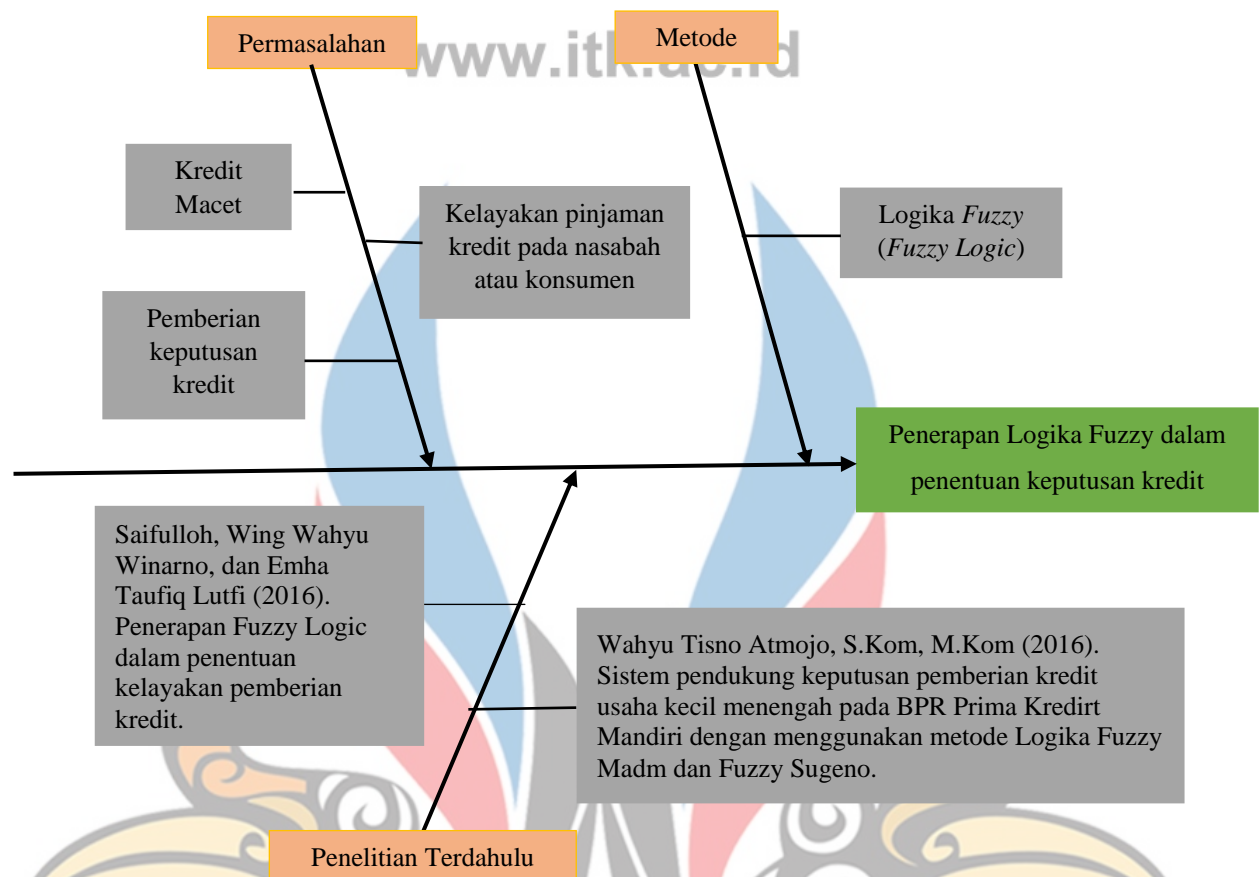 Permasalahan
www.itk.ac.id
Metode
Kredit
Macet
Kelayakan pinjaman
kredit pada nasabah
atau konsumen
Logika Fuzzy
(Fuzzy Logic)
Pemberian
keputusan
kredit
Penerapan Logika Fuzzy dalam
penentuan keputusan kredit
Saifulloh, Wing Wahyu
Winarno, dan Emha
Taufiq Lutfi (2016).
Penerapan Fuzzy Logic
dalam penentuan
kelayakan pemberian
kredit.
Wahyu Tisno Atmojo, S.Kom, M.Kom (2016).
Sistem pendukung keputusan pemberian kredit
usaha kecil menengah pada BPR Prima Kredirt
Mandiri dengan menggunakan metode Logika Fuzzy
Madm dan Fuzzy Sugeno.
Penelitian Terdahulu